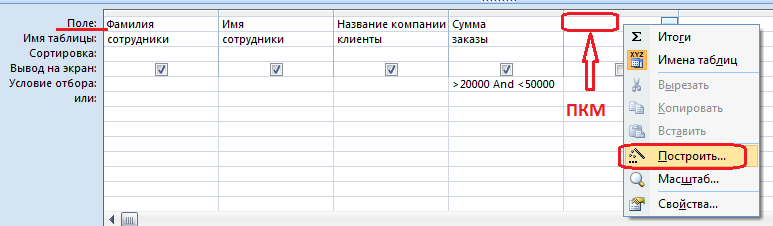 Поле: Фамилия Имя Название компании Сумма
Имя таблицы: сотрудники сотрудники клиенты заказы
Сортировка:
Вывод на экран:
Условие отбора: >20000 And <50000
или:
ПКМ
Σ Итоги
XYZ Имена таблиц
Вырезать
Копировать
Вставить
Построить...
Масштаб...
Свойства...